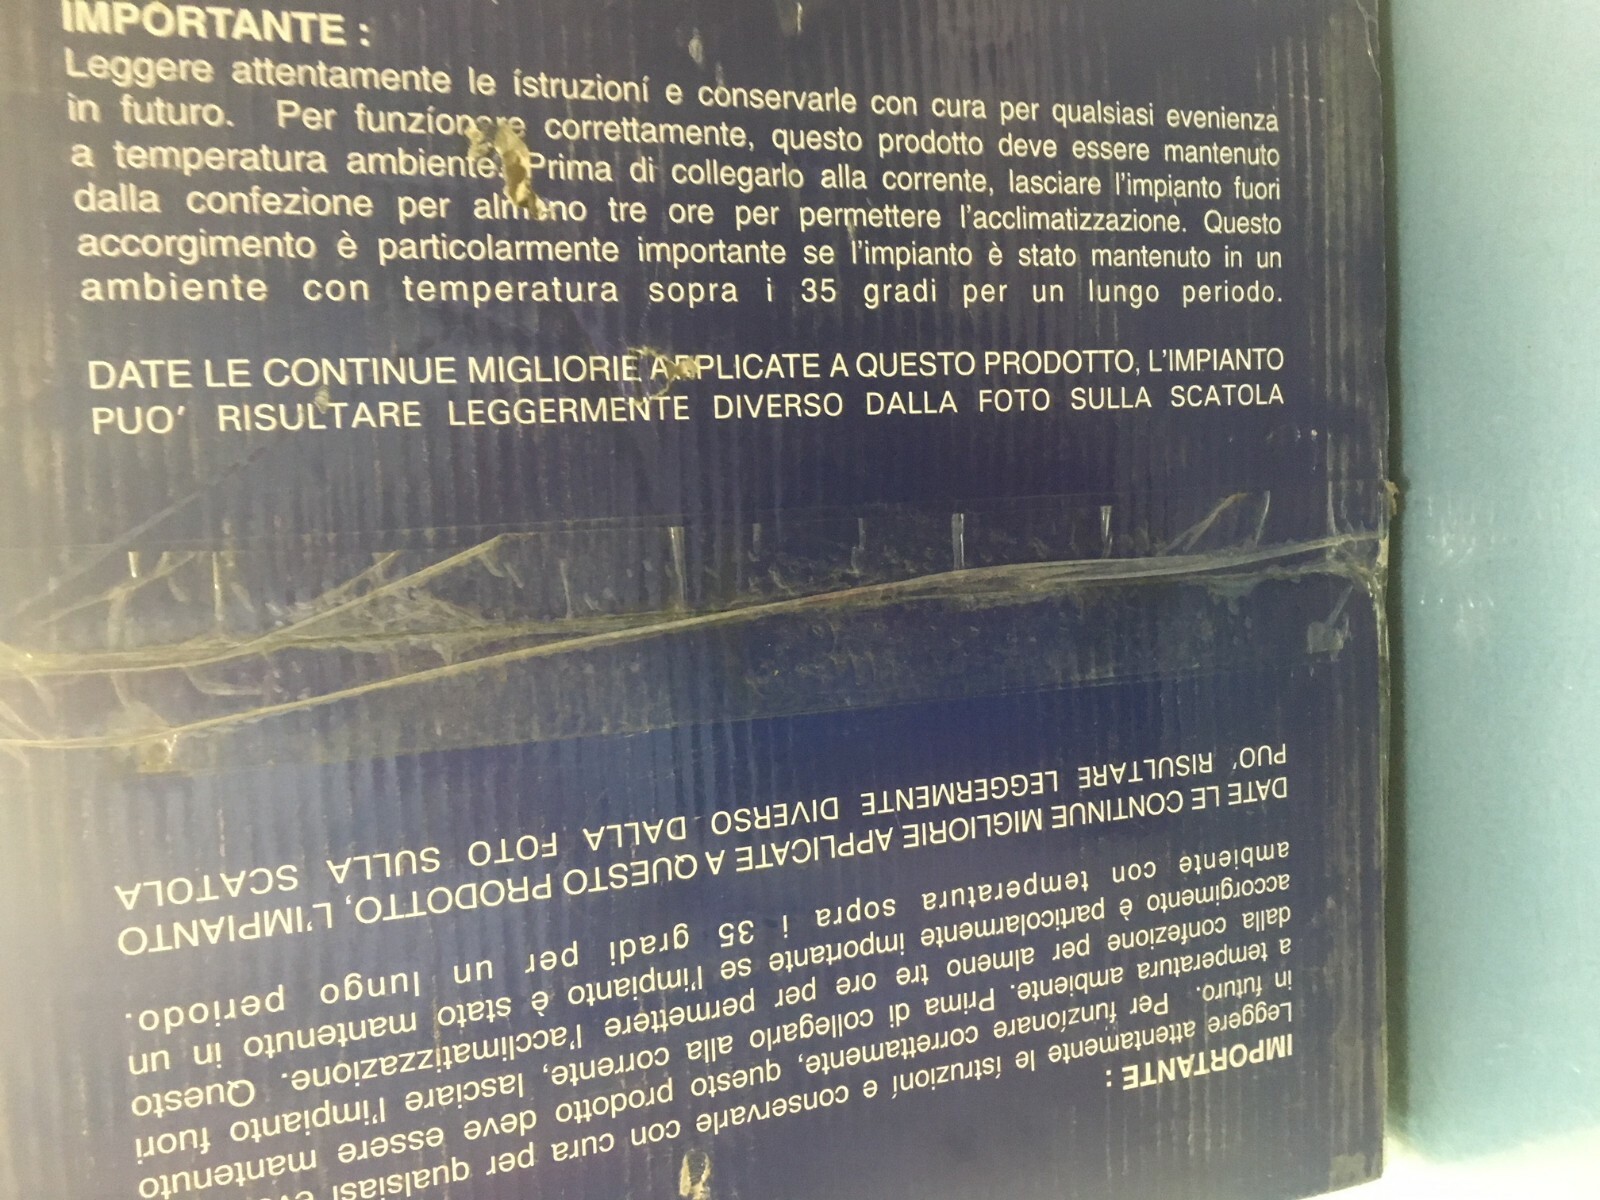 IMPORTANTE :
Leggere attentamente le ístruzioní e conservarle con cura per qualsiasi evenienza
in futuro. Per funzíonare correttamente, questo prodotto deve essere mantenuto
a temperatura ambiente. Prima di collegarlo alla corrente, lasciare l'impianto fuori
dalla confezione per almeno tre ore per permettere l'acclimatizzazione. Questo
accorgimento è particolarmente importante se l'impianto è stato mantenuto in un
ambiente con temperatura sopra i 35 gradi per un lungo periodo.
DATE LE CONTINUE MIGLIORIE APPLICATE A QUESTO PRODOTTO, L'IMPIANTO
PUO' RISULTARE LEGGERMENTE DIVERSO DALLA FOTO SULLA SCATOLA
IMPORTANTE :
Leggere attentamente le ístruzioní e conservarle con cura per qualsiasi
in futuro. Per funzíonare correttamente, questo prodotto deve essere mantenuto
a temperatura ambiente. Prima di collegarlo alla corrente, lasciare l'impianto fuori
dalla confezione per almeno tre ore per permettere l'acclimatizzazione. Questo
accorgimento è particolarmente importante se l'impianto è stato mantenuto in un
ambiente con temperatura sopra i 35 gradi per un lungo periodo.
DATE LE CONTINUE MIGLIORIE APPLICATE A QUESTO PRODOTTO, L'IMPIANTO
PUO' RISULTARE LEGGERMENTE DIVERSO DALLA FOTO SULLA SCATOLA